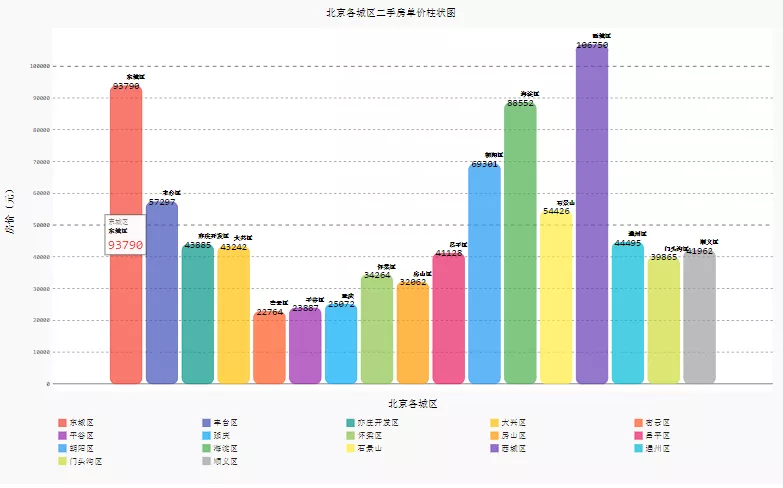 北京各城区二手房单价柱状图
房价（元）
100000
90000
80000
70000
60000
50000
40000
30000
20000
10000
0
东城区
93790
丰台区
57297
亦庄开发区
43885
大兴区
43242
密云区
22764
平谷区
23887
延庆
25072
怀柔区
34264
房山区
32062
昌平区
41128
朝阳区
69301
海淀区
88552
石景山
54426
西城区
106750
通州区
44495
门头沟区
39865
顺义区
41962
东城区
东城区
93790
北京各城区
东城区 丰台区 亦庄开发区 大兴区 密云区
平谷区 延庆 怀柔区 房山区 昌平区
朝阳区 海淀区 石景山 西城区 通州区
门头沟区 顺义区